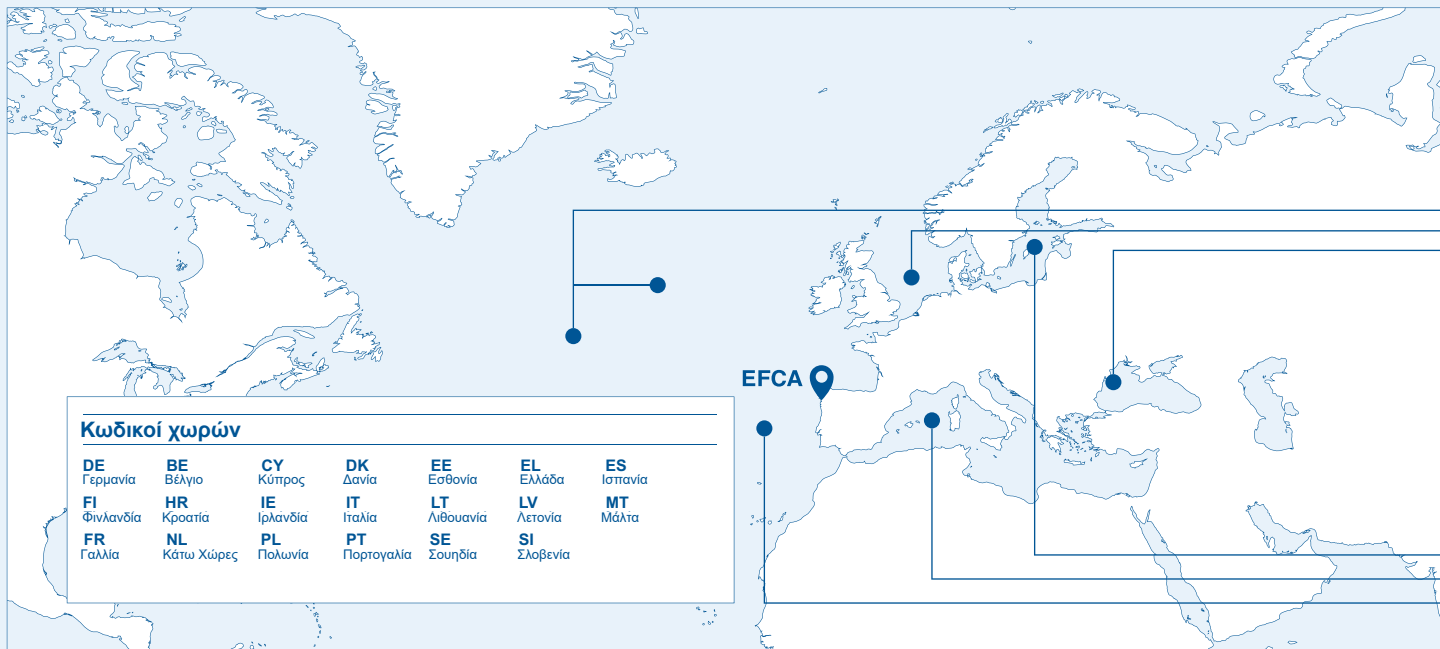 EFCA
Κωδικοί χωρών
DE BE CY DK EE EL ES
Γερμανία Βέλγιο Κύπρος Δανία Εσθονία Ελλάδα Ισπανία
FI HR IE IT LT LV MT
Φινλανδία Κροατία Ιρλανδία Ιταλία Λιθουανία Λετονία Μάλτα
FR NL PL PT SE SI
Γαλλία Κάτω Χώρες Πολωνία Πορτογαλία Σουηδία Σλοβενία